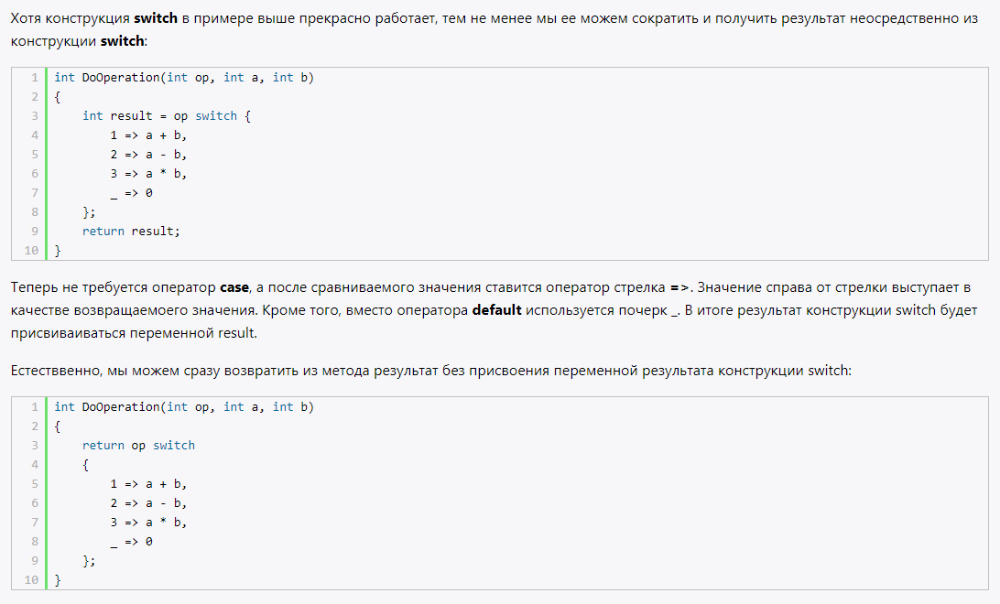 Хотя конструкция switch в примере выше прекрасно работает, тем не менее мы ее можем сократить и получить результат неосредственно из
конструкции switch:
1 int DoOperation(int op, int a, int b)
2 {
3     int result = op switch {
4         1 => a + b,
5         2 => a - b,
6         3 => a * b,
7         _ => 0
8     };
9     return result;
10 }
Теперь не требуется оператор case, а после сравниваемого значения ставится оператор стрелка =>. Значение справа от стрелки выступает в
качестве возвращаемоего значения. Кроме того, вместо оператора default используется почерк _. В итоге результат конструкции switch будет
присвиваиваться переменной result.
Естестввенно, мы можем сразу возвратить из метода результат без присвоения переменной результата конструкции switch:
1 int DoOperation(int op, int a, int b)
2 {
3     return op switch
4     {
5         1 => a + b,
6         2 => a - b,
7         3 => a * b,
8         _ => 0
9     };
10 }